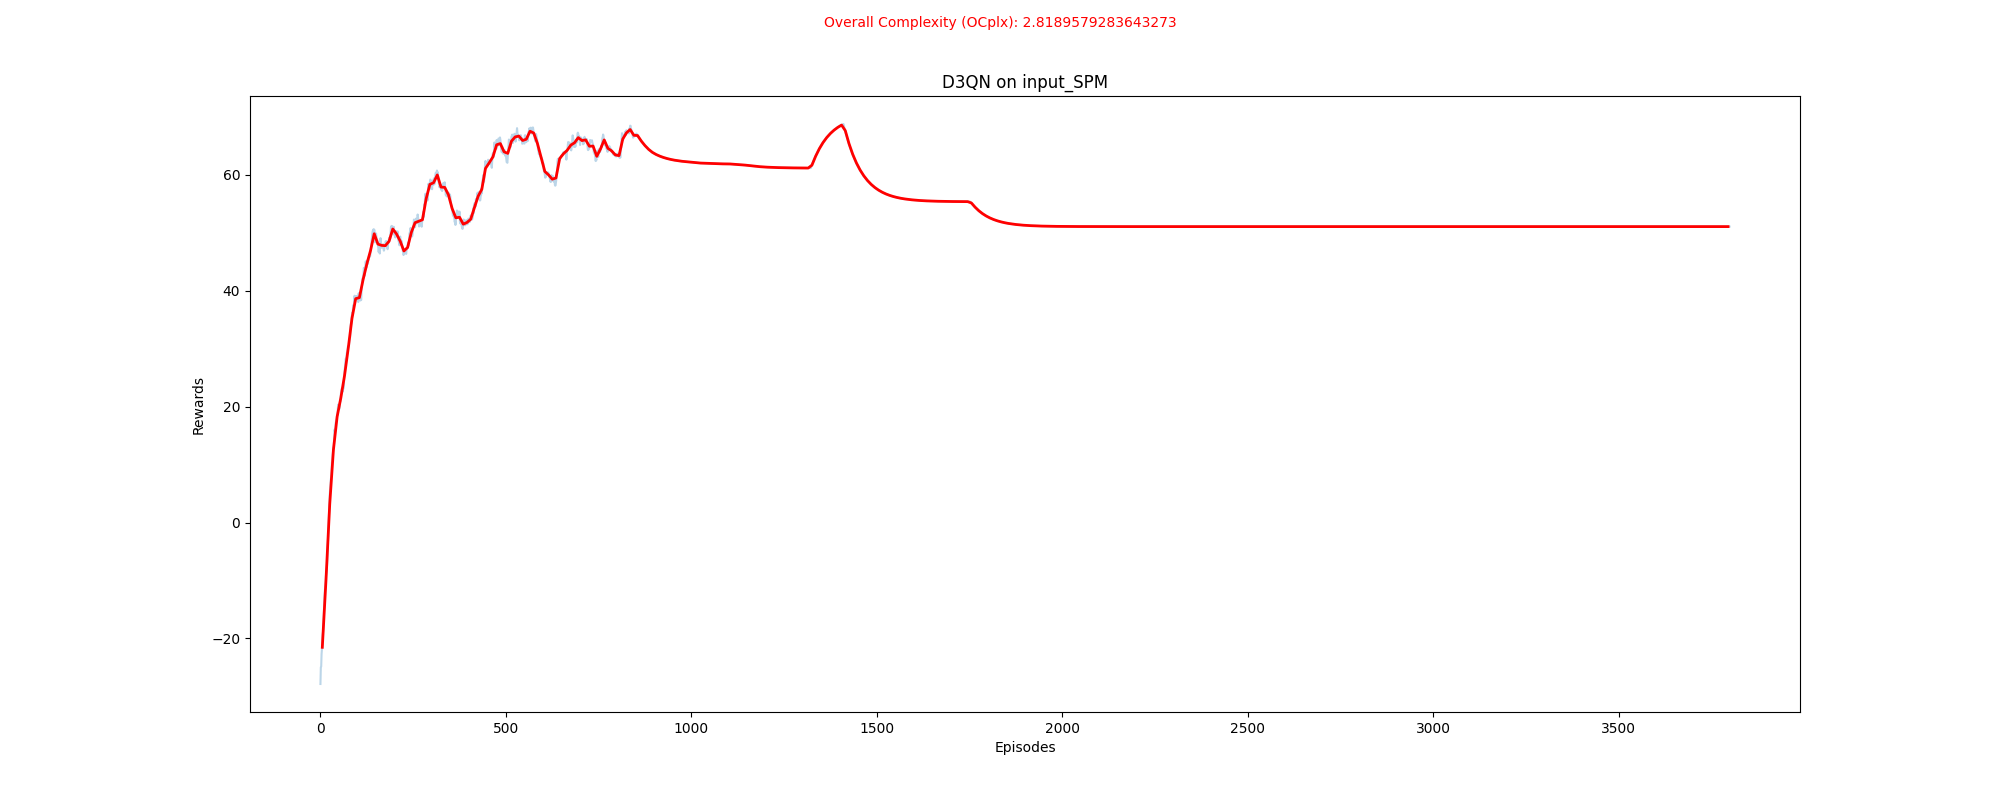 Overall Complexity (OCplx): 2.8189579283643273
D3QN on input_SPM
Rewards
60
40
20
0
−20
0 500 1000 1500 2000 2500 3000 3500
Episodes